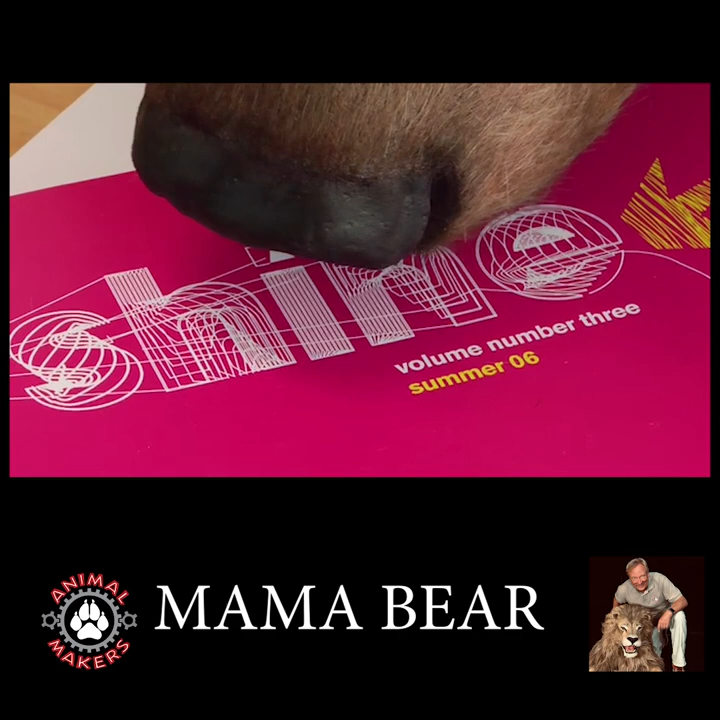 shine
volume number three
summer 06
ANIMAL
MAKERS
MAMA BEAR